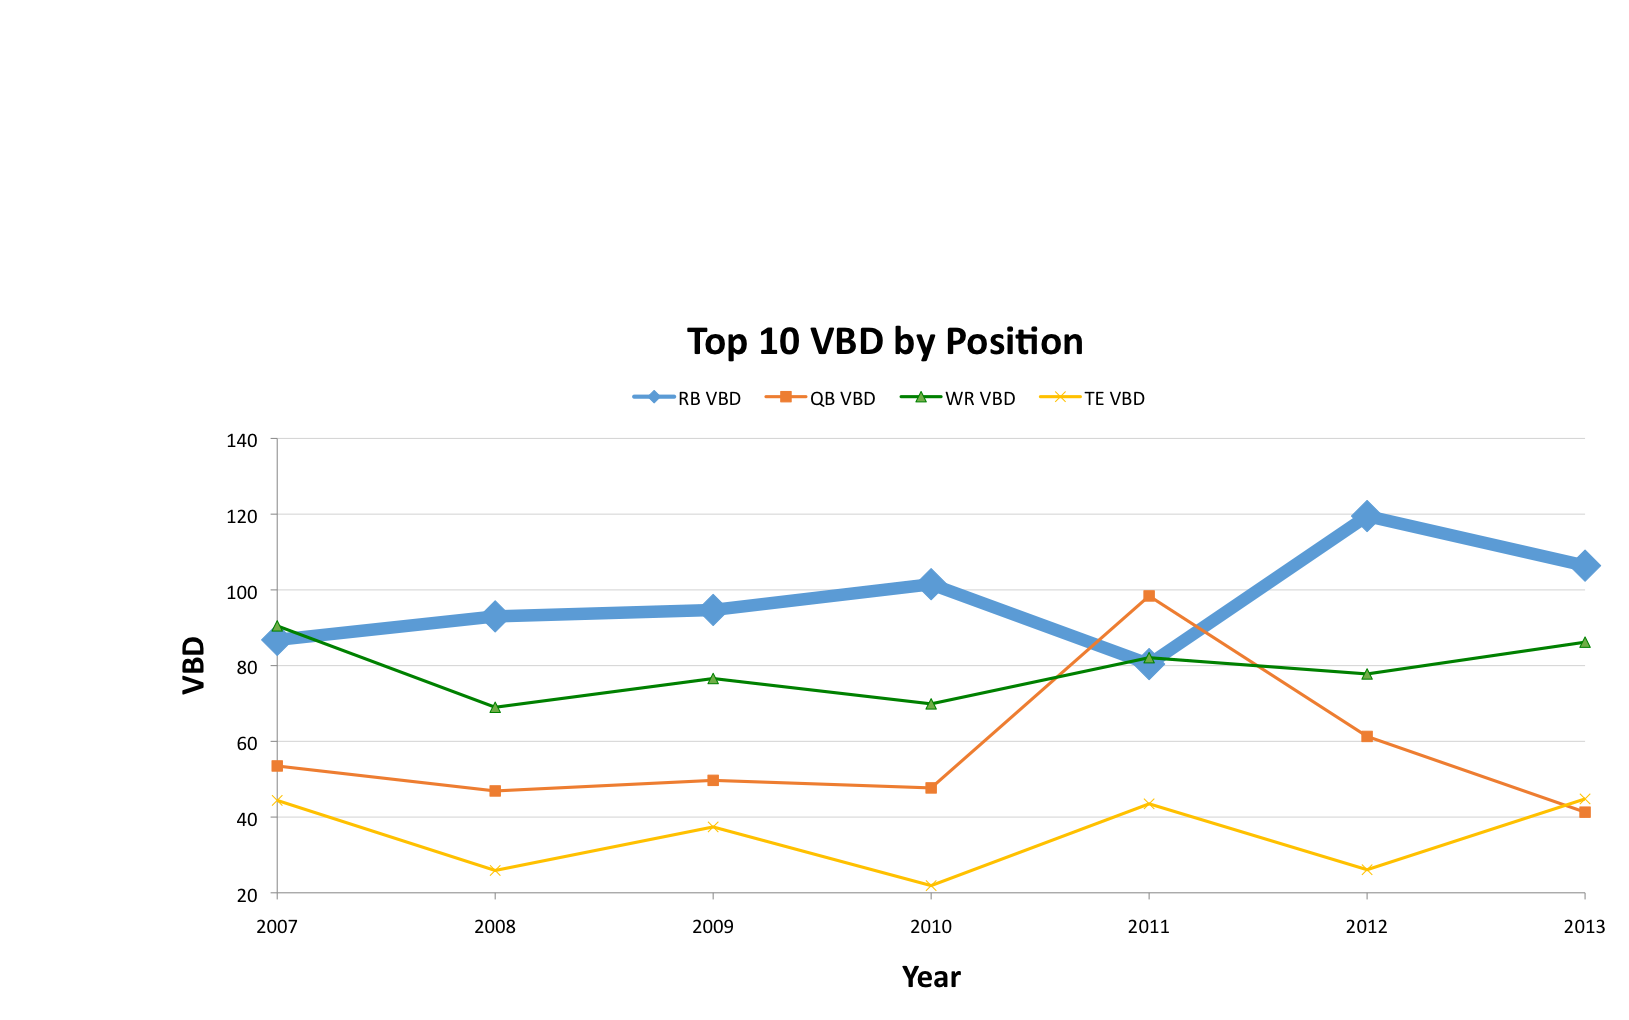 Top 10 VBD by Position
RB VBD QB VBD WR VBD TE VBD
140
120
100
80
60
40
20
VBD
2007 2008 2009 2010 2011 2012 2013
Year